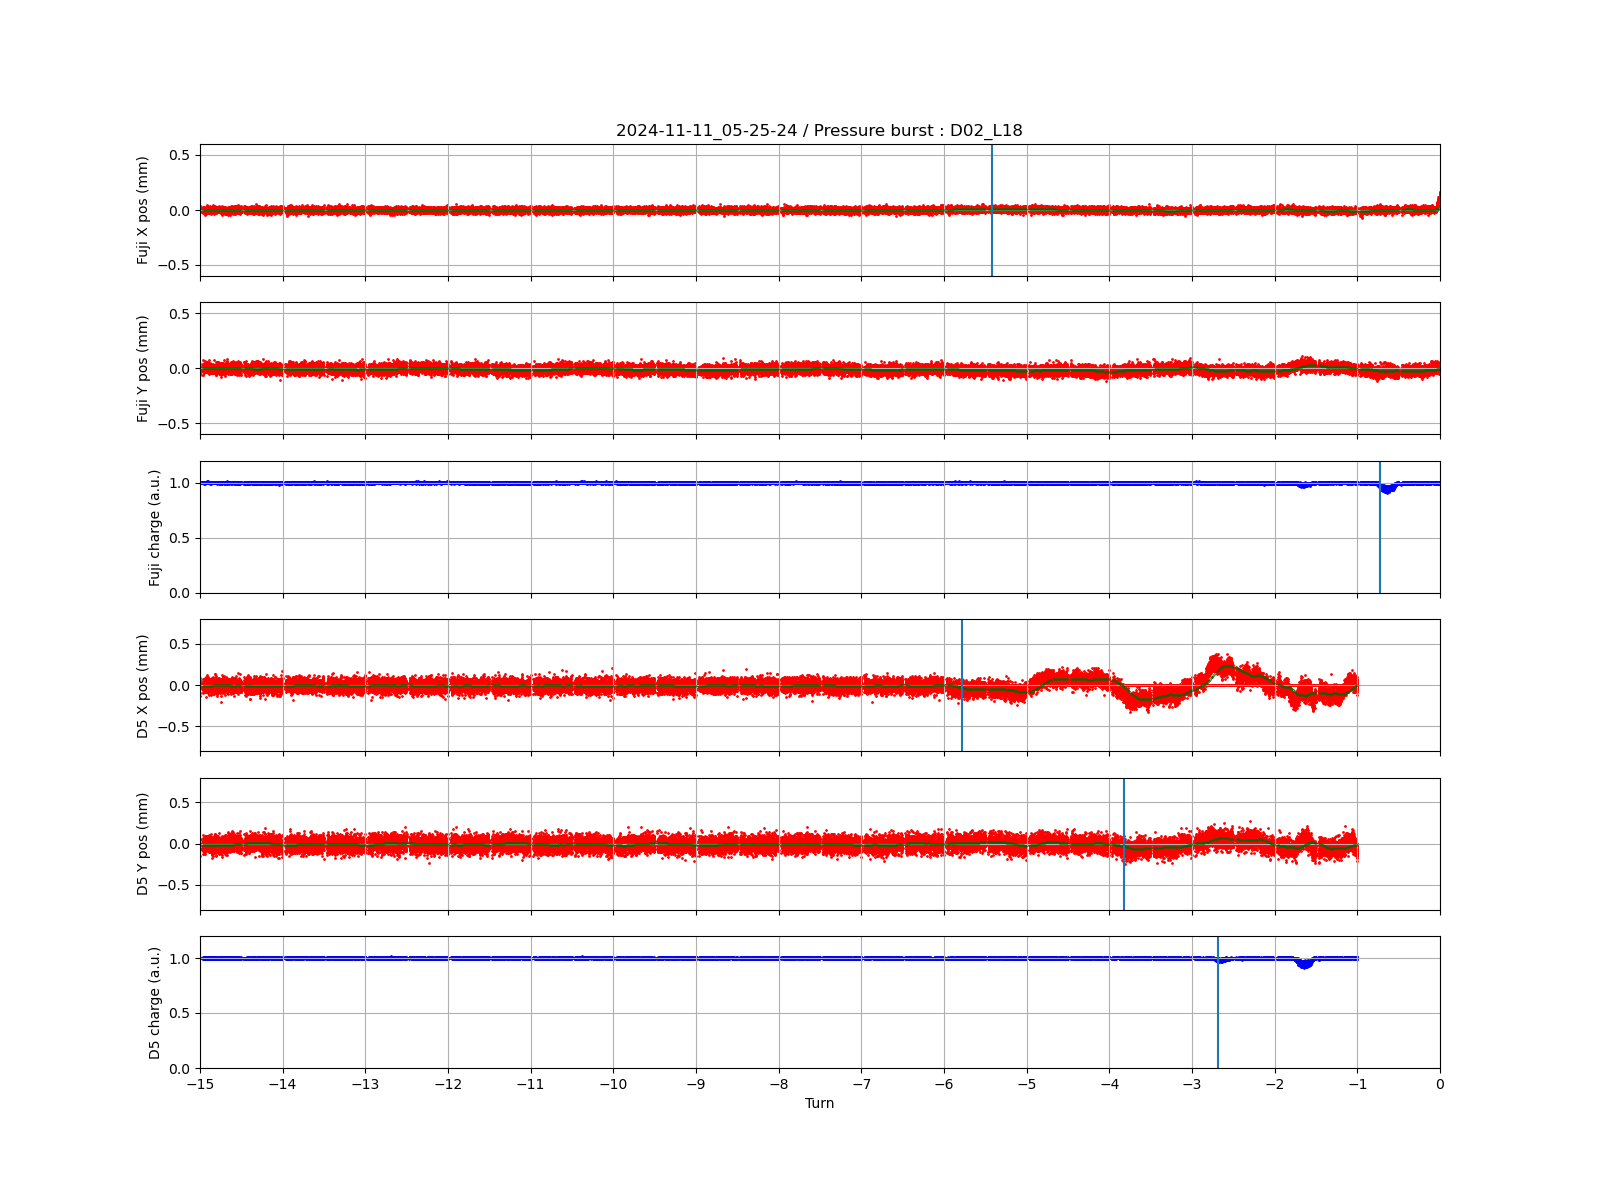 2024-11-11_05-25-24 / Pressure burst : D02_L18
Fuji X pos (mm)
0.5
0.0
−0.5
Fuji Y pos (mm)
0.5
0.0
−0.5
Fuji charge (a.u.)
1.0
0.5
0.0
D5 X pos (mm)
0.5
0.0
−0.5
D5 Y pos (mm)
0.5
0.0
−0.5
D5 charge (a.u.)
1.0
0.5
0.0
−15 −14 −13 −12 −11 −10 −9 −8 −7 −6 −5 −4 −3 −2 −1 0
Turn